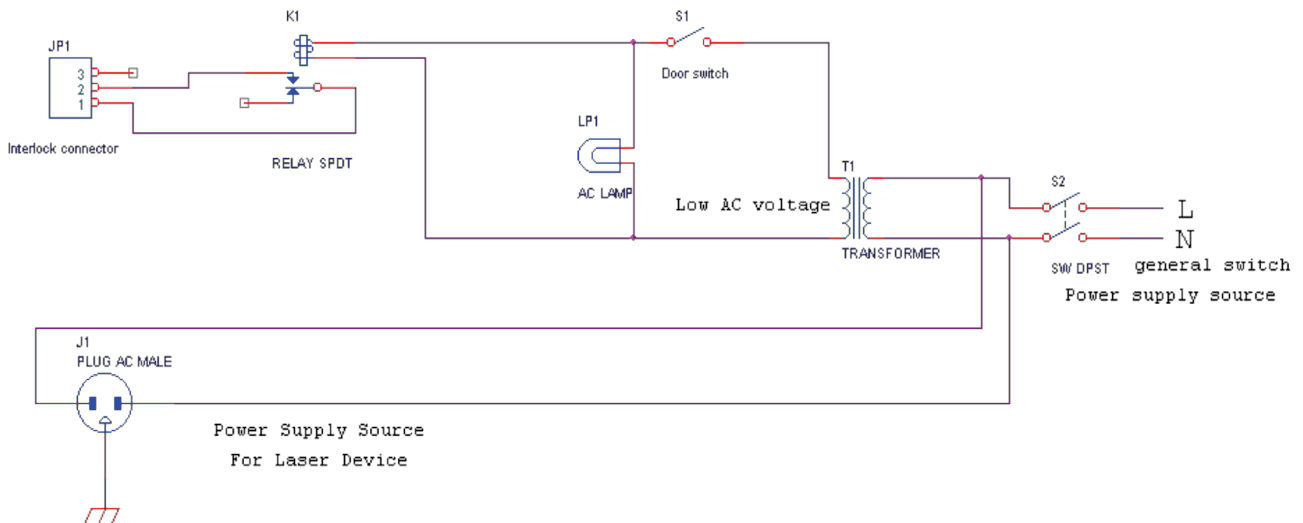 K1
S1
JP1
3
2
1
Door switch
Interlock connector
RELAY SPDT
LP1
AC LAMP
T1
S2
Low AC voltage
L
N
TRANSFORMER
SW DPST general switch
Power supply source
J1
PLUG AC MALE
Power Supply Source
For Laser Device